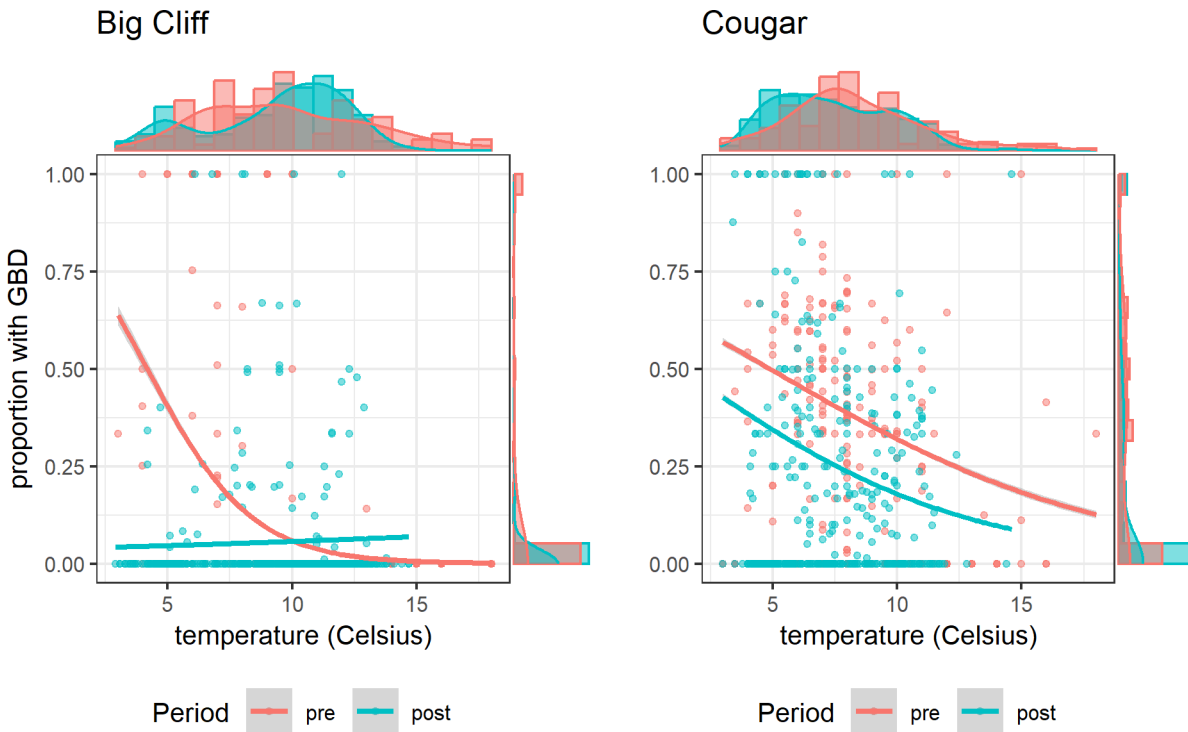 Big Cliff
Cougar
proportion with GBD
1.00
0.75
0.50
0.25
0.00
5
10
15
temperature (Celsius)
Period pre post
1.00
0.75
0.50
0.25
0.00
5
10
15
temperature (Celsius)
Period pre post